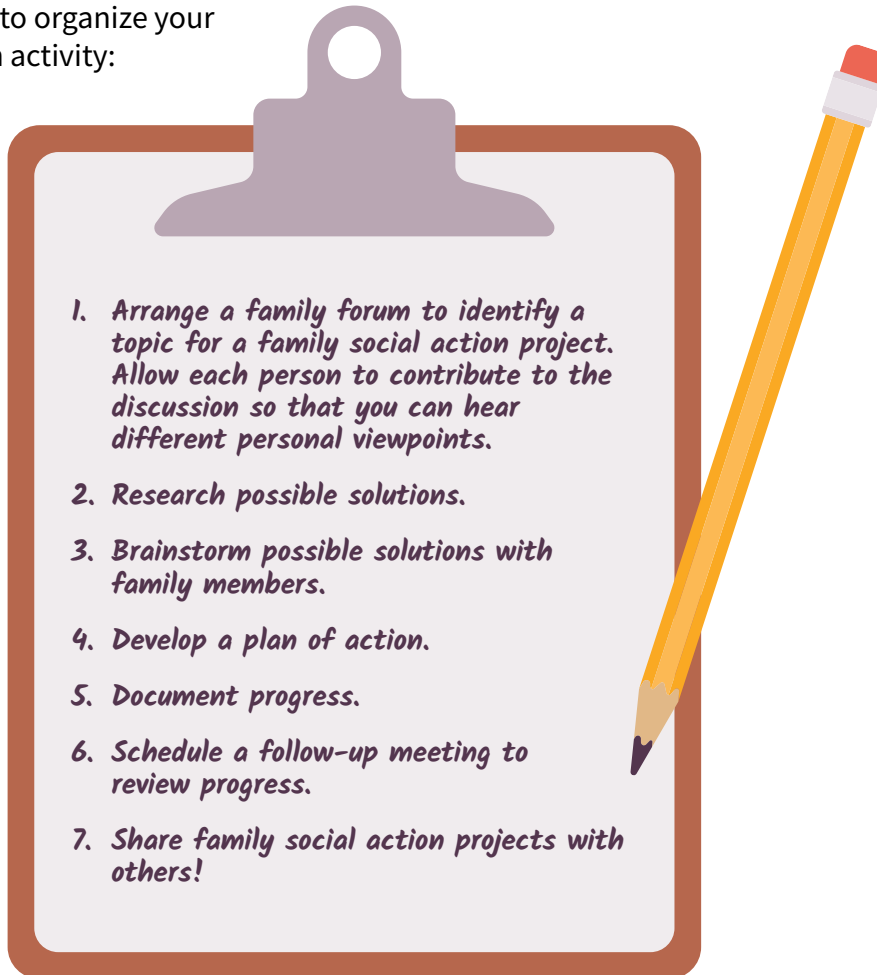 to organize your
activity:
1. Arrange a family forum to identify a
topic for a family social action project.
Allow each person to contribute to the
discussion so that you can hear
different personal viewpoints.
2. Research possible solutions.
3. Brainstorm possible solutions with
family members.
4. Develop a plan of action.
5. Document progress.
6. Schedule a follow-up meeting to
review progress.
7. Share family social action projects with
others!